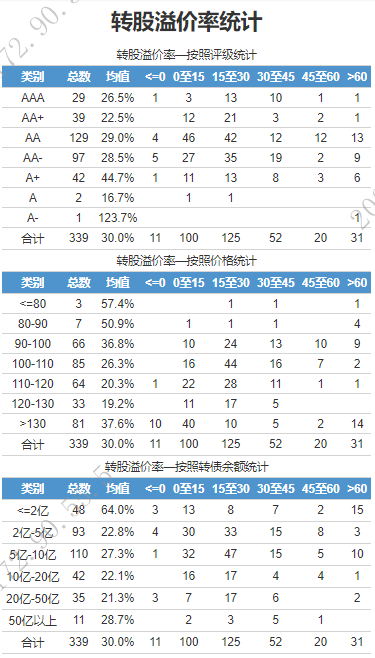 转股溢价率统计
转股溢价率—按照评级统计
类别 总数 均值 <=0 0至15 15至30 30至45 45至60 >60
AAA 29 26.5% 1 3 13 10 1 1
AA+ 39 22.5% 12 21 3 2 1
AA 129 29.0% 4 46 42 12 12 13
AA- 97 28.5% 5 27 35 19 2 9
A+ 42 44.7% 1 11 13 8 3 6
A 2 16.7% 1 1
A- 1 123.7% 1
合计 339 30.0% 11 100 125 52 20 31
转股溢价率—按照价格统计
类别 总数 均值 <=0 0至15 15至30 30至45 45至60 >60
<=80 3 57.4% 1 1 1
80-90 7 50.9% 1 1 1 4
90-100 66 36.8% 10 24 13 10 9
100-110 85 26.3% 16 44 16 7 2
110-120 64 20.3% 1 22 28 11 1 1
120-130 33 19.2% 11 17 5
>130 81 37.6% 10 40 10 5 2 14
合计 339 30.0% 11 100 125 52 20 31
转股溢价率—按照转债余额统计
类别 总数 均值 <=0 0至15 15至30 30至45 45至60 >60
<=2亿 48 64.0% 3 13 8 7 2 15
2亿-5亿 93 22.8% 4 30 33 15 8 3
5亿-10亿 110 27.3% 1 32 47 15 5 10
10亿-20亿 42 22.1% 16 17 4 4 1
20亿-50亿 35 21.3% 3 7 17 6 2
50亿以上 11 28.7% 2 3 5 1
合计 339 30.0% 11 100 125 52 20 31